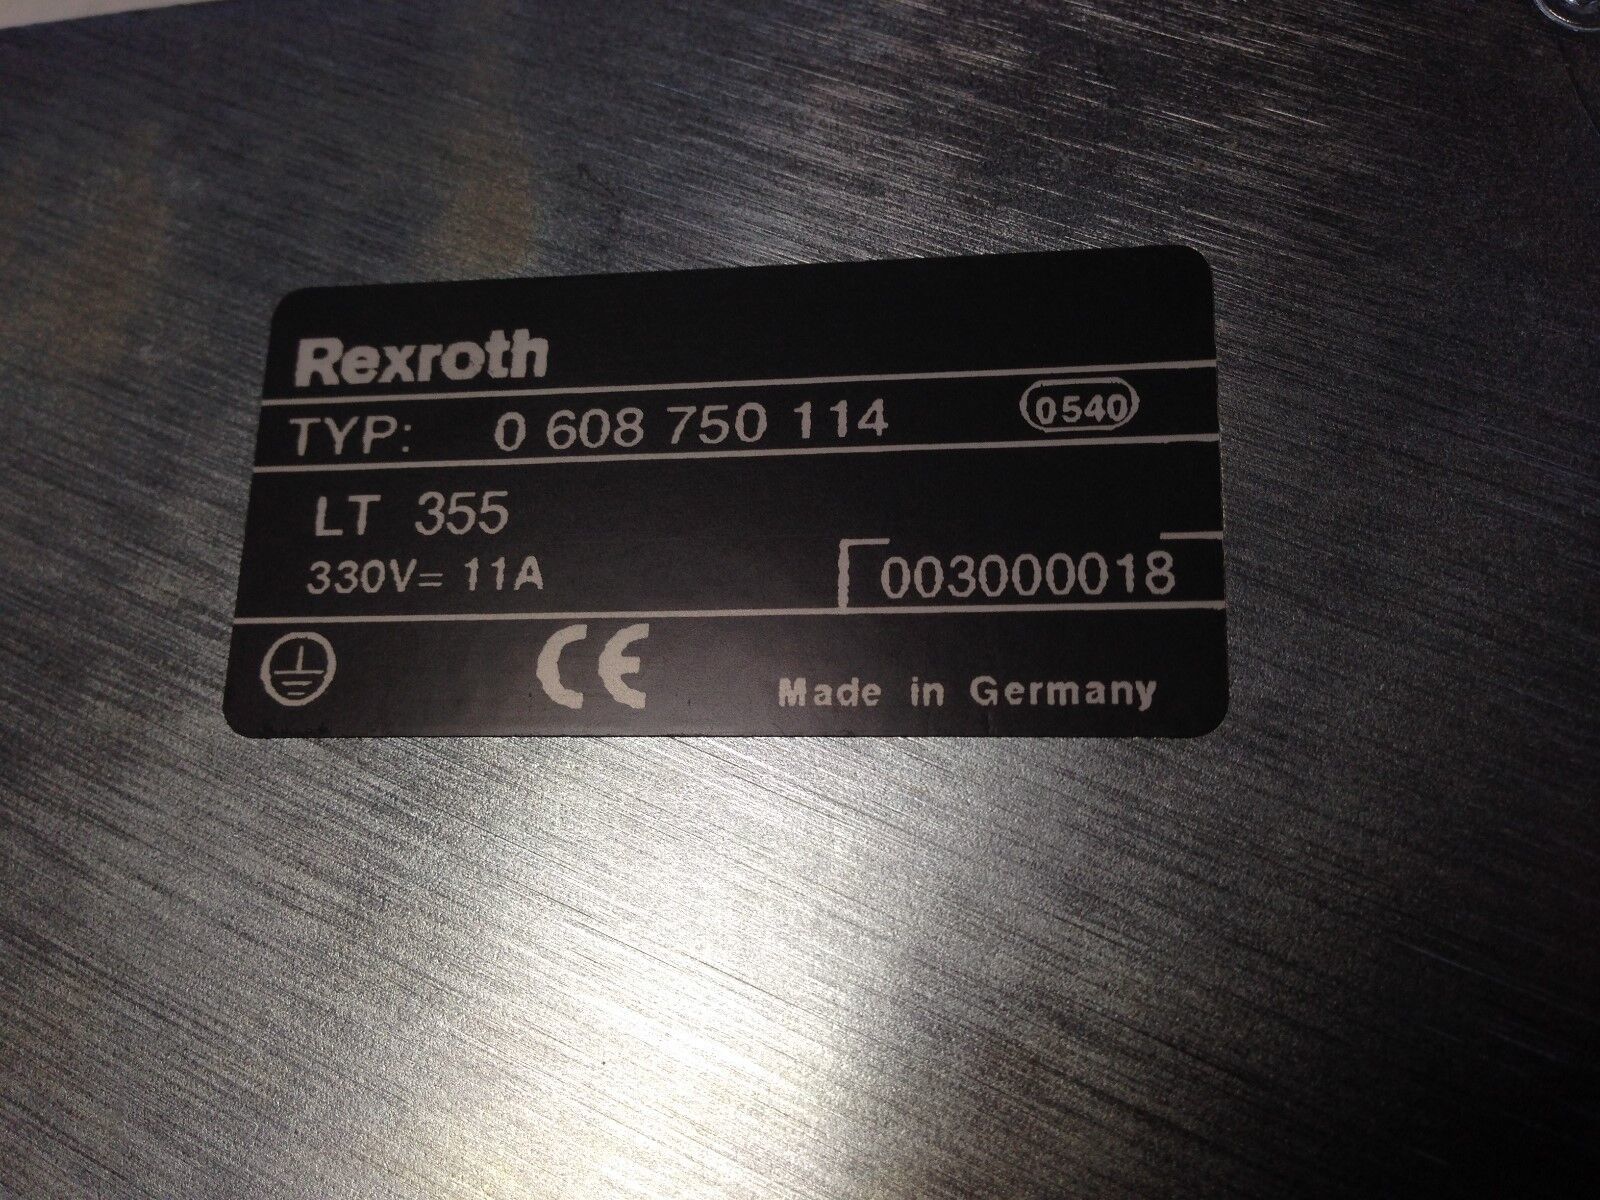 Rexroth
TYP: 0 608 750 114 0540
LT 355
330V= 11A 003000018
CE Made in Germany